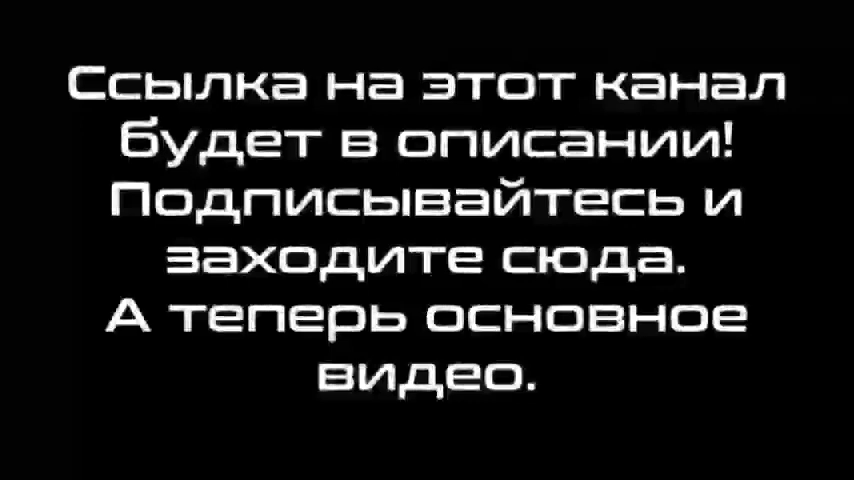 Ссылка на этот канал
будет в описании!
Подписывайтесь и
заходите сюда.
А теперь основное
видео.